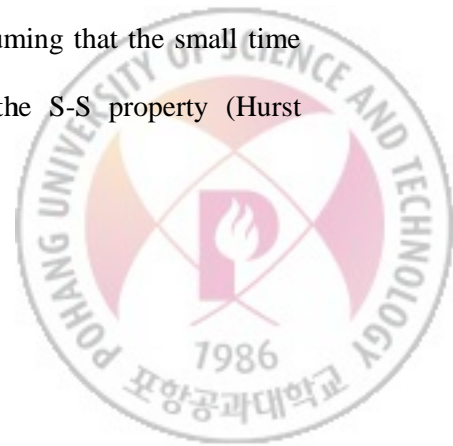 uming that the small time
the S-S property (Hurst
POHANG UNIVERSITY OF SCIENCE AND TECHNOLOGY
1986
포항공과대학교